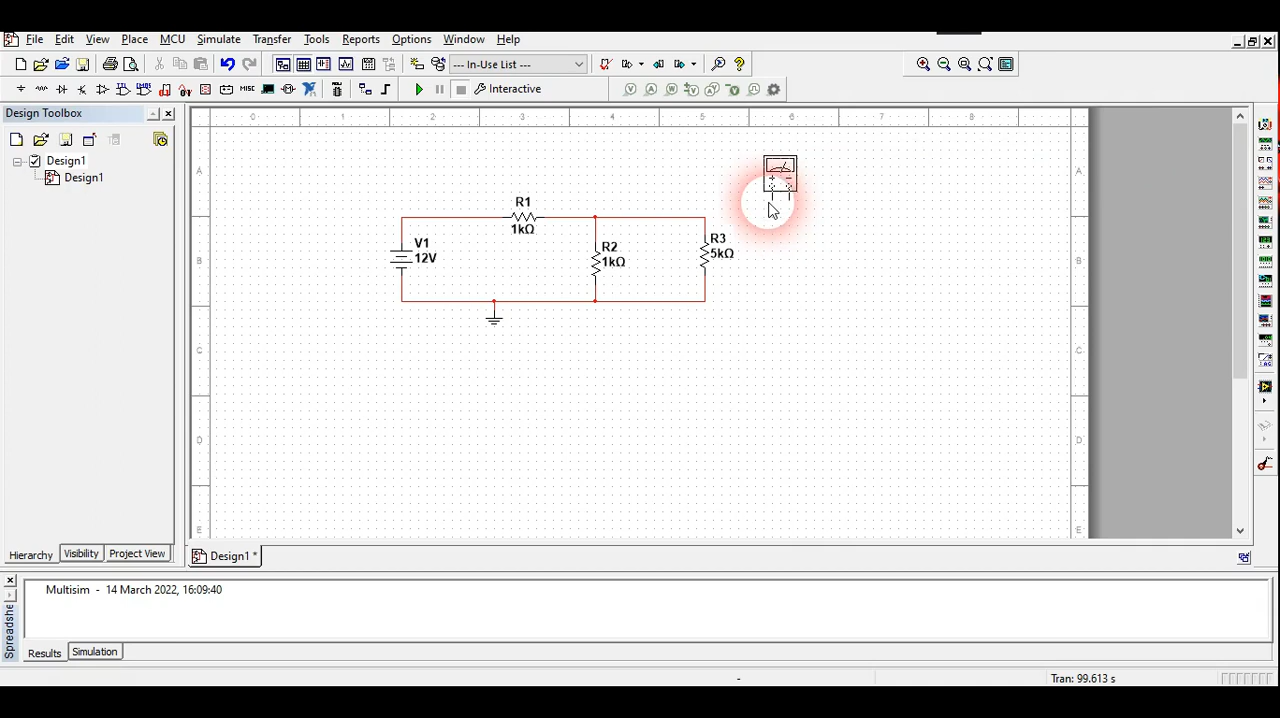 File Edit View Place MCU Simulate Transfer Tools Reports Options Window Help
--- In-Use List ---
MISC Interactive
Design Toolbox
Design1
Design1
0 1 2 3 4 5 6 7 8
A A
R1
1kΩ
V1
12V
R2
1kΩ
R3
5kΩ
B B
C C
D D
E E
Hierarchy Visibility Project View
Design1 *
Multisim - 14 March 2022, 16:09:40
Spreadshe
Results Simulation
- Tran: 99.613 s